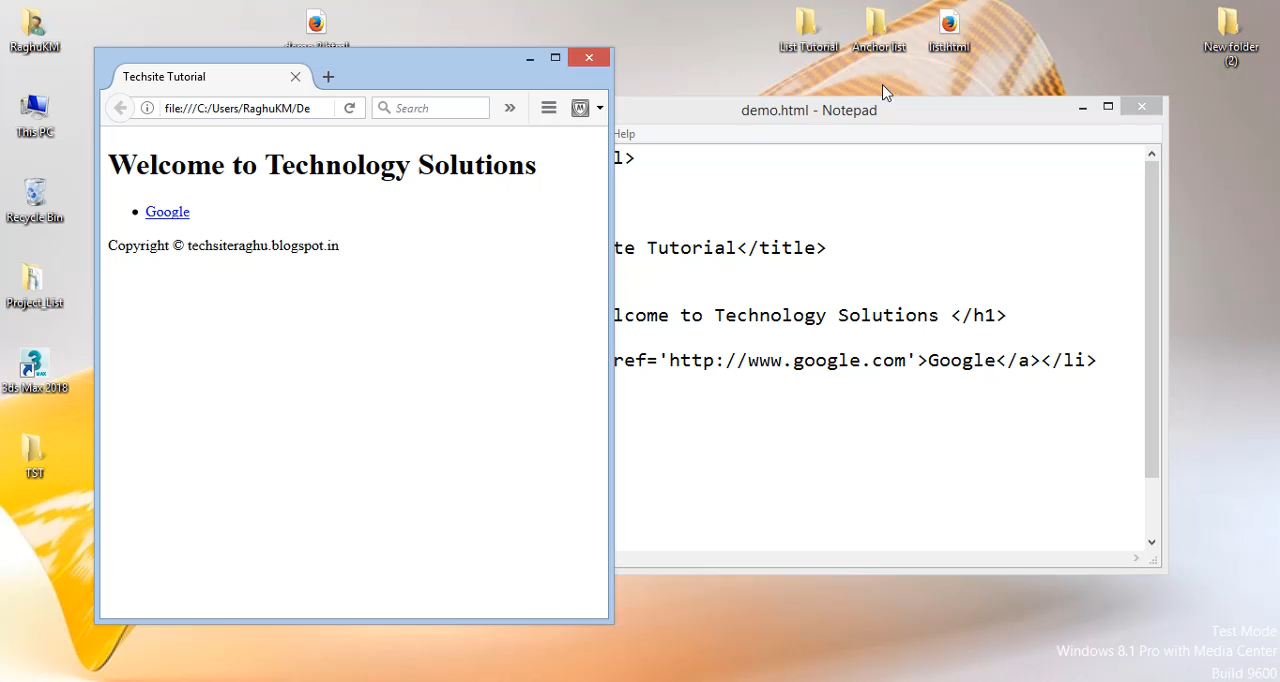 RaghuKM
This PC
Recycle Bin
Project_List
3ds Max 2018
TST
List Tutorial
Anchor list
list.html
New folder
(2)
Techsite Tutorial
file:///C:/Users/RaghuKM/De
Search
Welcome to Technology Solutions
Google
Copyright © techsiteraghu.blogspot.in
demo.html - Notepad
Help
l>
te Tutorial</title>
lcome to Technology Solutions </h1>
ref='http://www.google.com'>Google</a></li>
Test Mode
Windows 8.1 Pro with Media Center
Build 9600